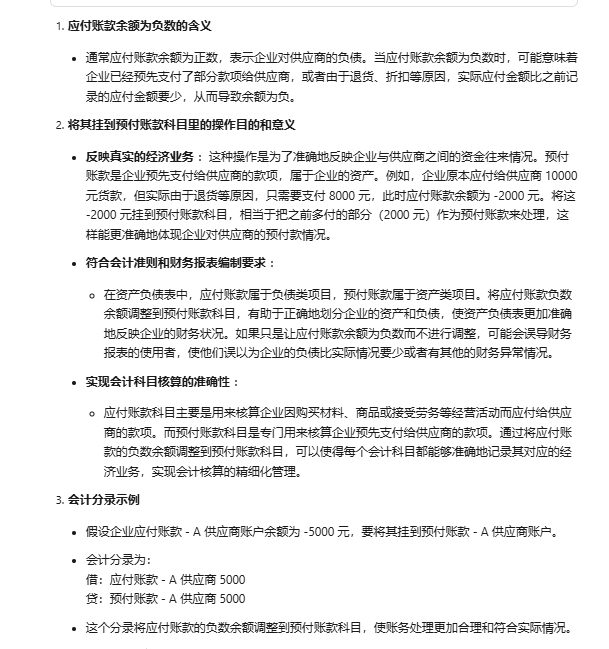 1. 应付账款余额为负数的含义
• 通常应付账款余额为正数，表示企业对供应商的负债。当应付账款余额为负数时，可能意味着
企业已经预先支付了部分款项给供应商，或者由于退货、折扣等原因，实际应付金额比之前记
录的应付金额要少，从而导致余额为负。
2. 将其挂到预付账款科目里的操作目的和意义
• 反映真实的经济业务 ：这种操作是为了准确地反映企业与供应商之间的资金往来情况。预付
账款是企业预先支付给供应商的款项，属于企业的资产。例如，企业原本应付给供应商 10000
元货款，但实际由于退货等原因，只需要支付 8000 元，此时应付账款余额为 -2000 元。将这
-2000 元挂到预付账款科目，相当于把之前多付的部分（2000 元）作为预付账款来处理，这
样能更准确地体现企业对供应商的预付款情况。
• 符合会计准则和财务报表编制要求 ：
○ 在资产负债表中，应付账款属于负债类项目，预付账款属于资产类项目。将应付账款负数
余额调整到预付账款科目，有助于正确地划分企业的资产和负债，使资产负债表更加准确
地反映企业的财务状况。如果只是让应付账款余额为负数而不进行调整，可能会误导财务
报表的使用者，使他们误以为企业的负债比实际情况要少或者有其他的财务异常情况。
• 实现会计科目核算的准确性 ：
○ 应付账款科目主要是用来核算企业因购买材料、商品或接受劳务等经营活动而应付给供应
商的款项。而预付账款科目是专门用来核算企业预先支付给供应商的款项。通过将应付账
款的负数余额调整到预付账款科目，可以使得每个会计科目都能够准确地记录其对应的经
济业务，实现会计核算的精细化管理。
3. 会计分录示例
• 假设企业应付账款 - A 供应商账户余额为 -5000 元，要将其挂到预付账款 - A 供应商账户。
• 会计分录为：
借：应付账款 - A 供应商 5000
贷：预付账款 - A 供应商 5000
• 这个分录将应付账款的负数余额调整到预付账款科目，使账务处理更加合理和符合实际情况。